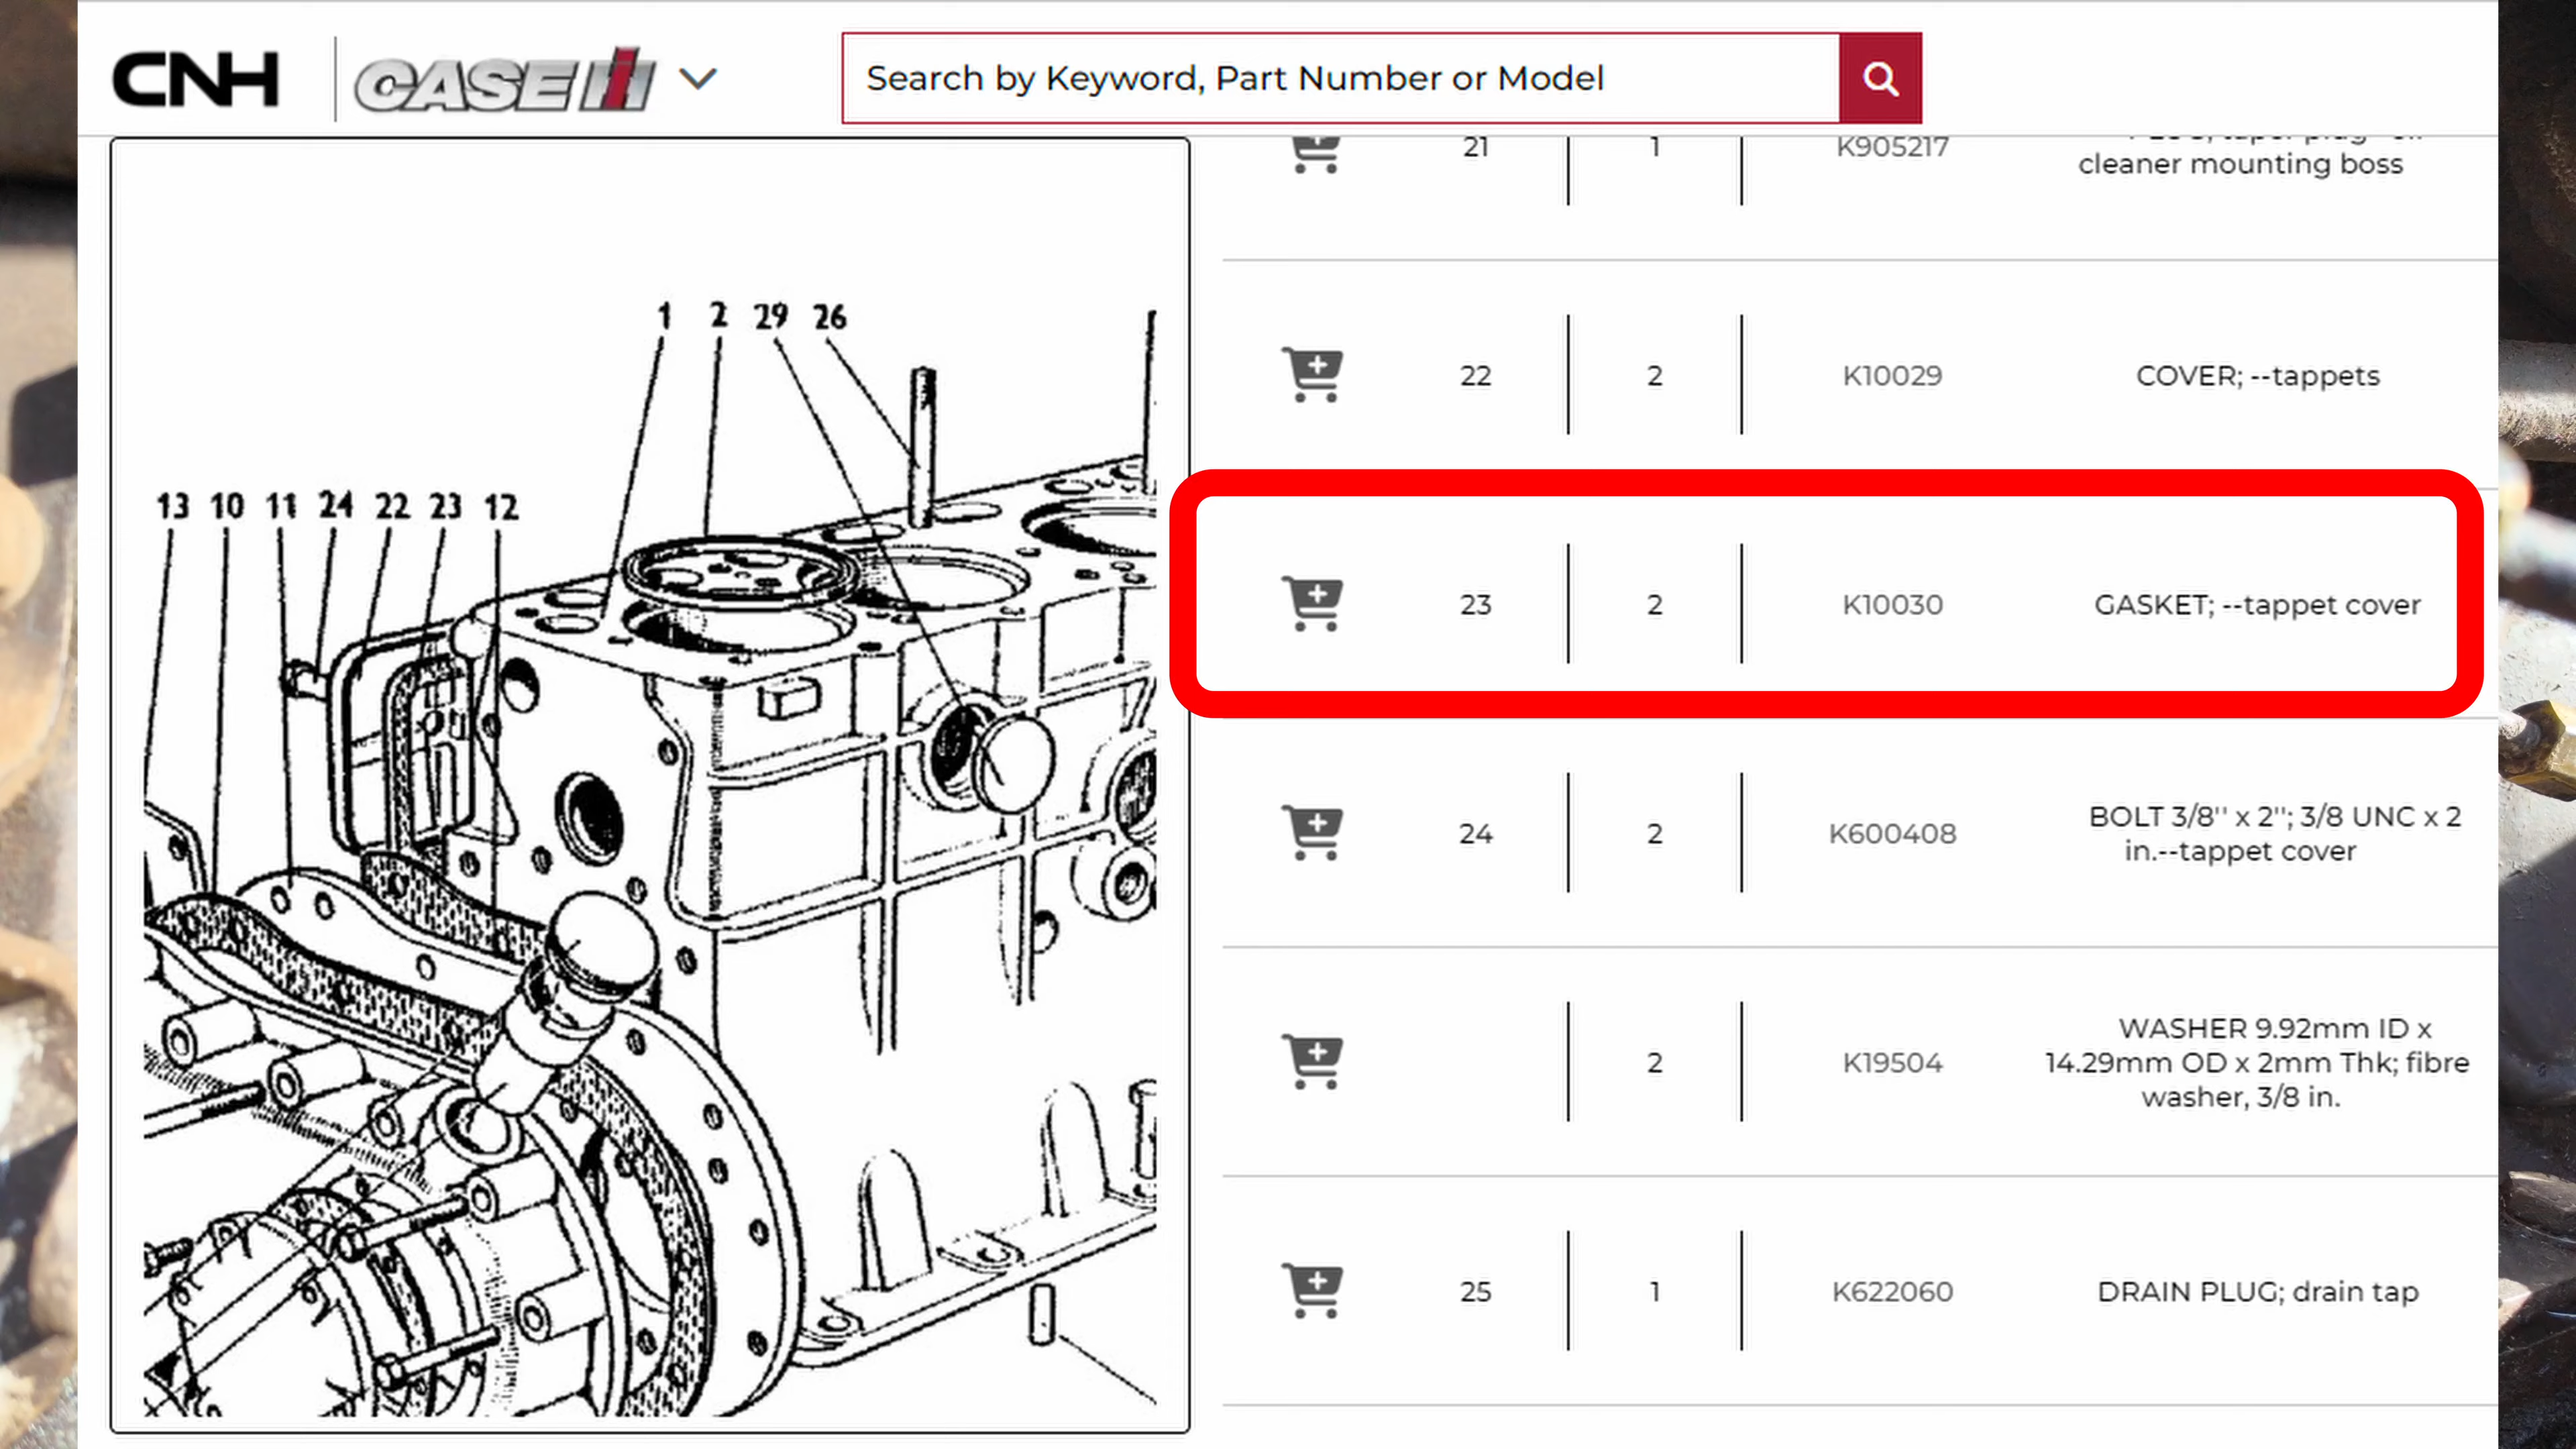 CNH CASE IH
Search by Keyword, Part Number or Model
21 1 K905217
cleaner mounting boss
22 2 K10029 COVER; --tappets
23 2 K10030 GASKET; --tappet cover
24 2 K600408 BOLT 3/8'' x 2''; 3/8 UNC x 2
in.--tappet cover
2 K19504 WASHER 9.92mm ID x
14.29mm OD x 2mm Thk; fibre
washer, 3/8 in.
25 1 K622060 DRAIN PLUG; drain tap
1 2 29 26
13 10 11 24 22 23 12